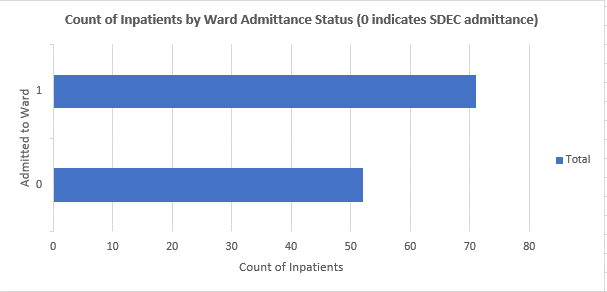 Count of Inpatients by Ward Admittance Status (0 indicates SDEC admittance)
Admitted to Ward
1
0
Total
0 10 20 30 40 50 60 70 80
Count of Inpatients